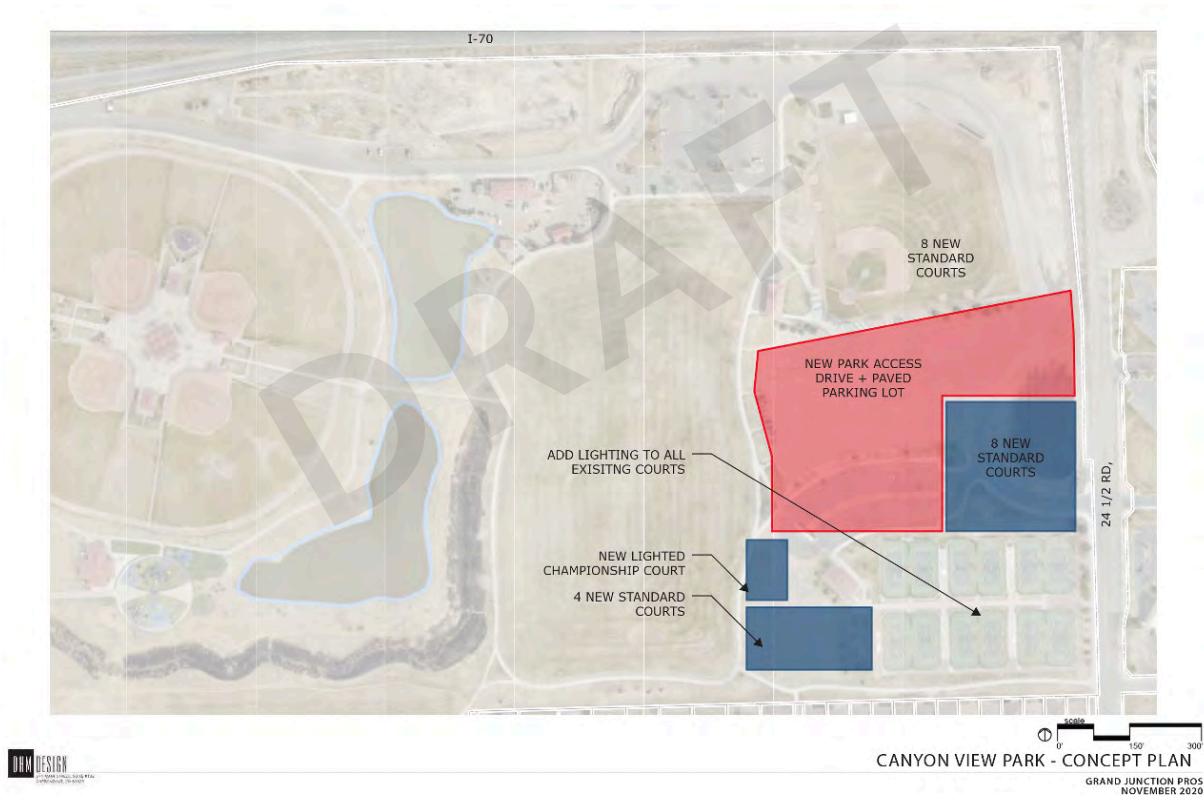 I-70
DRAFT
8 NEW
STANDARD
COURTS
NEW PARK ACCESS
DRIVE + PAVED
PARKING LOT
8 NEW
STANDARD
COURTS
ADD LIGHTING TO ALL
EXISITNG COURTS
24 1/2 RD,
NEW LIGHTED
CHAMPIONSHIP COURT
4 NEW STANDARD
COURTS
scale
0' 150' 300'
DHM DESIGN
CANYON VIEW PARK - CONCEPT PLAN
GRAND JUNCTION PROS
NOVEMBER 2020